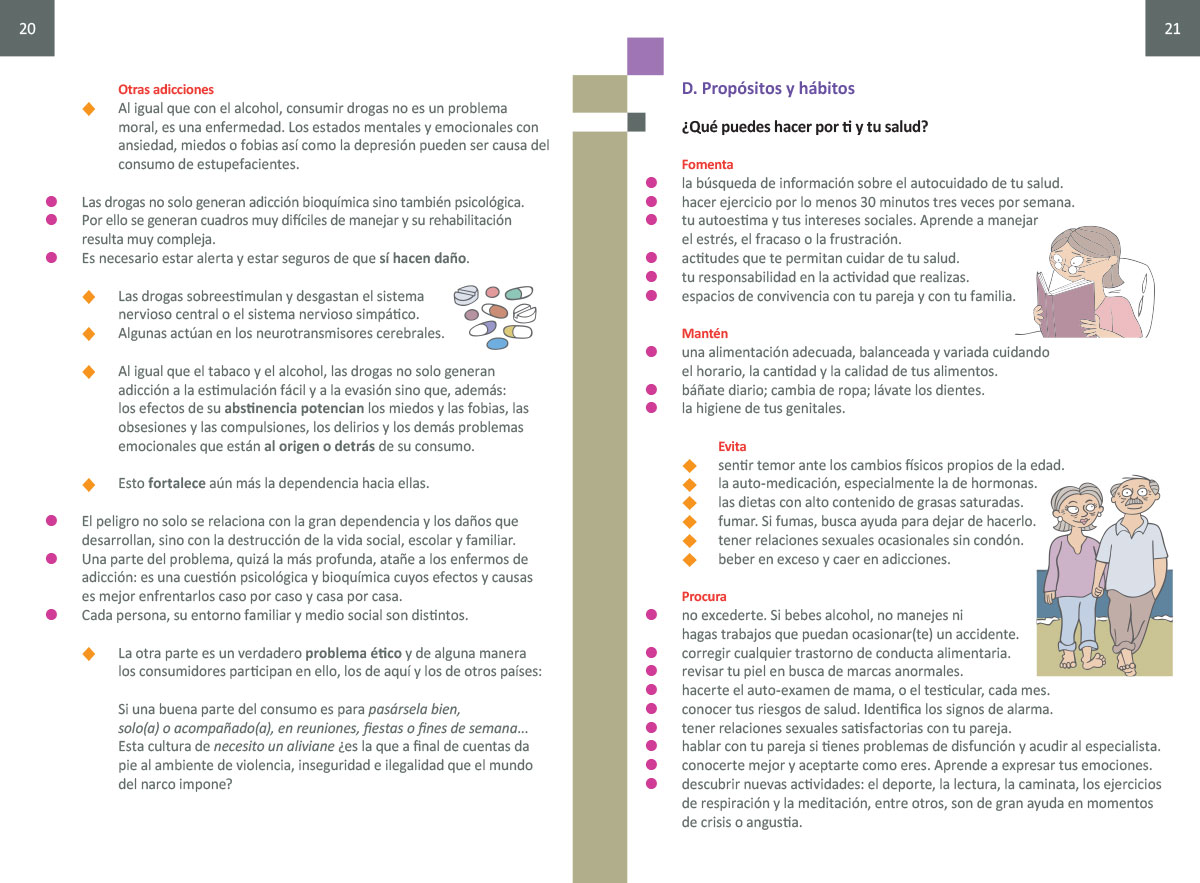 20
Otras adicciones
Al igual que con el alcohol, consumir drogas no es un problema
moral, es una enfermedad. Los estados mentales y emocionales con
ansiedad, miedos o fobias así como la depresión pueden ser causa del
consumo de estupefacientes.
Las drogas no solo generan adicción bioquímica sino también psicológica.
Por ello se generan cuadros muy difíciles de manejar y su rehabilitación
resulta muy compleja.
Es necesario estar alerta y estar seguros de que sí hacen daño.
Las drogas sobreestimulan y desgastan el sistema
nervioso central o el sistema nervioso simpático.
Algunas actúan en los neurotransmisores cerebrales.
Al igual que el tabaco y el alcohol, las drogas no solo generan
adicción a la estimulación fácil y a la evasión sino que, además:
los efectos de su abstinencia potencian los miedos y las fobias, las
obsesiones y las compulsiones, los delirios y los demás problemas
emocionales que están al origen o detrás de su consumo.
Esto fortalece aún más la dependencia hacia ellas.
El peligro no solo se relaciona con la gran dependencia y los daños que
desarrollan, sino con la destrucción de la vida social, escolar y familiar.
Una parte del problema, quizá la más profunda, atañe a los enfermos de
adicción: es una cuestión psicológica y bioquímica cuyos efectos y causas
es mejor enfrentarlos caso por caso y casa por casa.
Cada persona, su entorno familiar y medio social son distintos.
La otra parte es un verdadero problema ético y de alguna manera
los consumidores participan en ello, los de aquí y los de otros países:
Si una buena parte del consumo es para pasársela bien,
solo(a) o acompañado(a), en reuniones, fiestas o fines de semana...
Esta cultura de necesito un aliviane ¿es la que a final de cuentas da
pie al ambiente de violencia, inseguridad e ilegalidad que el mundo
del narco impone?
21
D. Propósitos y hábitos
¿Qué puedes hacer por ti y tu salud?
Fomenta
la búsqueda de información sobre el autocuidado de tu salud.
hacer ejercicio por lo menos 30 minutos tres veces por semana.
tu autoestima y tus intereses sociales. Aprende a manejar
el estrés, el fracaso o la frustración.
actitudes que te permitan cuidar de tu salud.
tu responsabilidad en la actividad que realizas.
espacios de convivencia con tu pareja y con tu familia.
Mantén
una alimentación adecuada, balanceada y variada cuidando
el horario, la cantidad y la calidad de tus alimentos.
báñate diario; cambia de ropa; lávate los dientes.
la higiene de tus genitales.
Evita
sentir temor ante los cambios físicos propios de la edad.
la auto-medicación, especialmente la de hormonas.
las dietas con alto contenido de grasas saturadas.
fumar. Si fumas, busca ayuda para dejar de hacerlo.
tener relaciones sexuales ocasionales sin condón.
beber en exceso y caer en adicciones.
Procura
no excederte. Si bebes alcohol, no manejes ni
hagas trabajos que puedan ocasionar(te) un accidente.
corregir cualquier trastorno de conducta alimentaria.
revisar tu piel en busca de marcas anormales.
hacerte el auto-examen de mama, o el testicular, cada mes.
conocer tus riesgos de salud. Identifica los signos de alarma.
tener relaciones sexuales satisfactorias con tu pareja.
hablar con tu pareja si tienes problemas de disfunción y acudir al especialista.
conocerte mejor y aceptarte como eres. Aprende a expresar tus emociones.
descubrir nuevas actividades: el deporte, la lectura, la caminata, los ejercicios
de respiración y la meditación, entre otros, son de gran ayuda en momentos
de crisis o angustia.